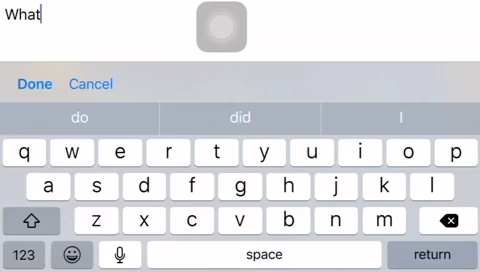 What
Done Cancel
do did I
q w e r t y u i o p
a s d f g h j k l
z x c v b n m
123 space return